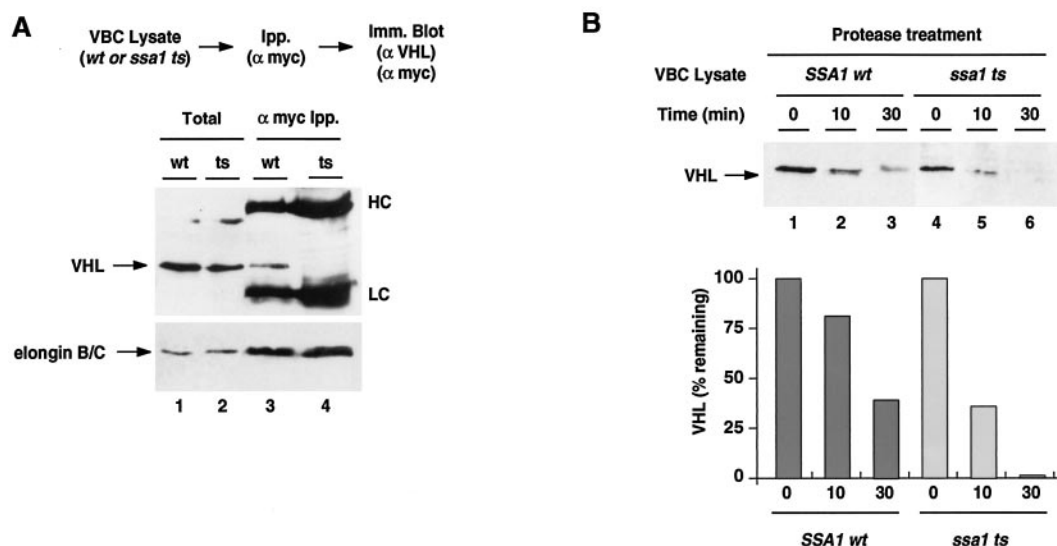 A
VBC Lysate
(wt or ssa1 ts)
Ipp.
(α myc)
Imm. Blot
(α VHL)
(α myc)
Total
α myc Ipp.
wt
ts
wt
ts
HC
VHL
LC
elongin B/C
1
2
3
4
B
Protease treatment
VBC Lysate
SSA1 wt
ssa1 ts
Time (min)
0
10
30
0
10
30
VHL
1
2
3
4
5
6
VHL (% remaining)
100
75
50
25
0
0
10
30
0
10
30
SSA1 wt
ssa1 ts